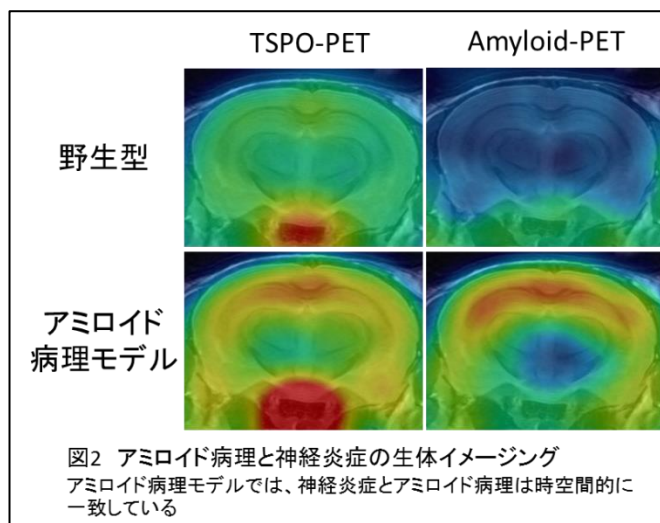 TSPO-PET Amyloid-PET
野生型
アミロイド
病理モデル
図2 アミロイド病理と神経炎症の生体イメージング
アミロイド病理モデルでは、神経炎症とアミロイド病理は時空間的に
一致している